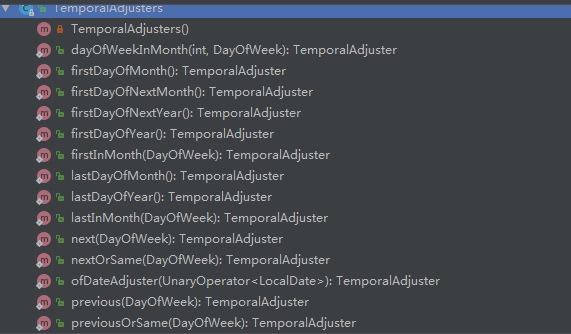 TemporalAdjusters
TemporalAdjusters()
dayOfWeekInMonth(int, DayOfWeek): TemporalAdjuster
firstDayOfMonth(): TemporalAdjuster
firstDayOfNextMonth(): TemporalAdjuster
firstDayOfNextYear(): TemporalAdjuster
firstDayOfYear(): TemporalAdjuster
firstInMonth(DayOfWeek): TemporalAdjuster
lastDayOfMonth(): TemporalAdjuster
lastDayOfYear(): TemporalAdjuster
lastInMonth(DayOfWeek): TemporalAdjuster
next(DayOfWeek): TemporalAdjuster
nextOrSame(DayOfWeek): TemporalAdjuster
ofDateAdjuster(UnaryOperator<LocalDate>): TemporalAdjuster
previous(DayOfWeek): TemporalAdjuster
previousOrSame(DayOfWeek): TemporalAdjuster